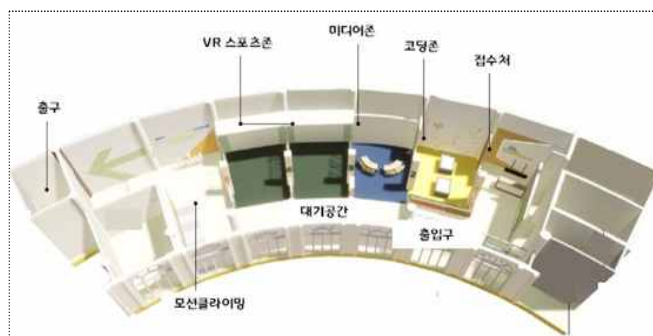 미디어존
VR 스포츠존
코딩존
접수처
출구
대기공간
출입구
모션클라이밍